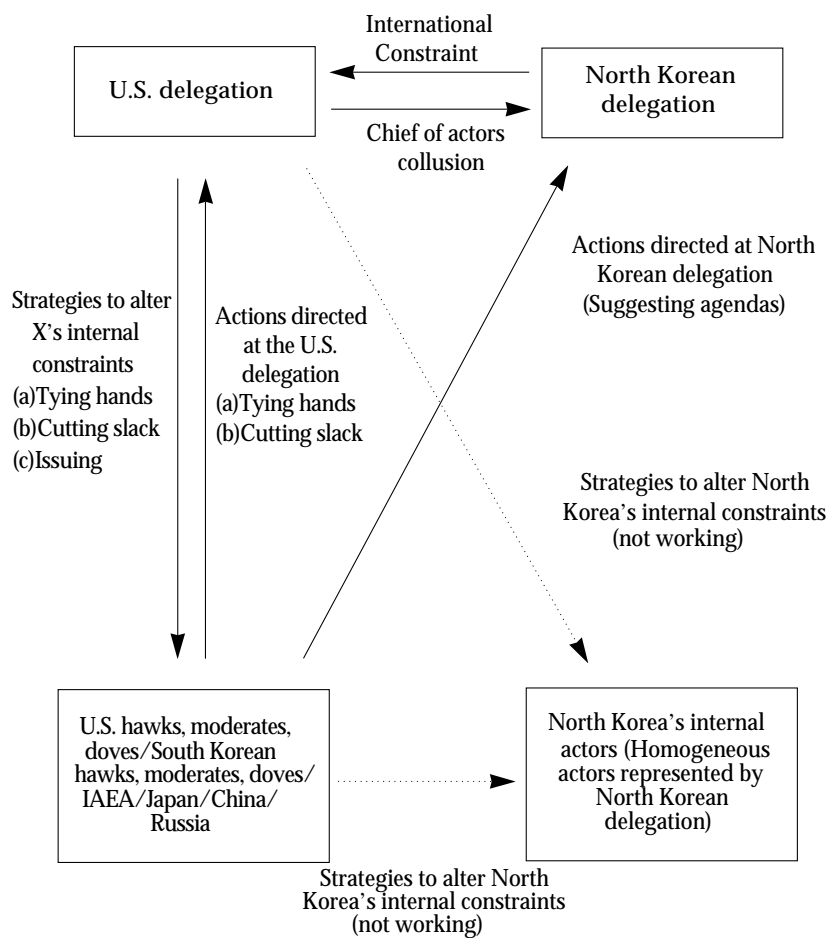 International
Constraint
U.S. delegation
North Korean
delegation
Chief of actors
collusion
Strategies to alter
X's internal
constraints
(a)Tying hands
(b)Cutting slack
(c)Issuing
Actions directed
at the U.S.
delegation
(a)Tying hands
(b)Cutting slack
Actions directed at North
Korean delegation
(Suggesting agendas)
Strategies to alter North
Korea's internal constraints
(not working)
U.S. hawks, moderates,
doves/South Korean
hawks, moderates, doves/
IAEA/Japan/China/
Russia
North Korea's internal
actors (Homogeneous
actors represented by
North Korean
delegation)
Strategies to alter North
Korea's internal constraints
(not working)